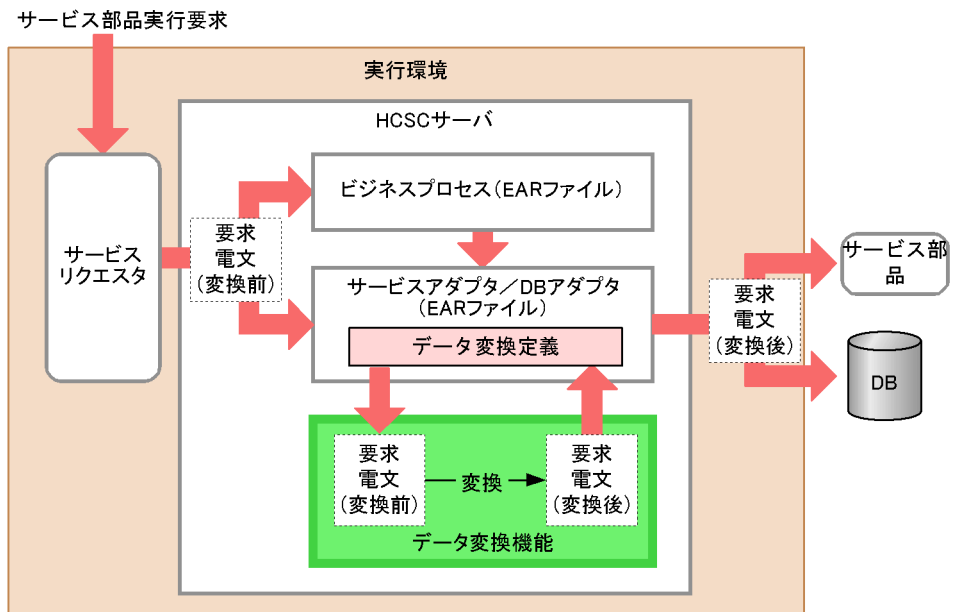 サービス部品実行要求
実行環境
HCSCサーバ
サービス
リクエスタ
要求
電文
(変換前)
ビジネスプロセス(EARファイル)
サービスアダプタ／DBアダプタ
(EARファイル)
データ変換定義
要求
電文
(変換前)
変換
要求
電文
(変換後)
データ変換機能
要求
電文
(変換後)
サービス部
品
DB